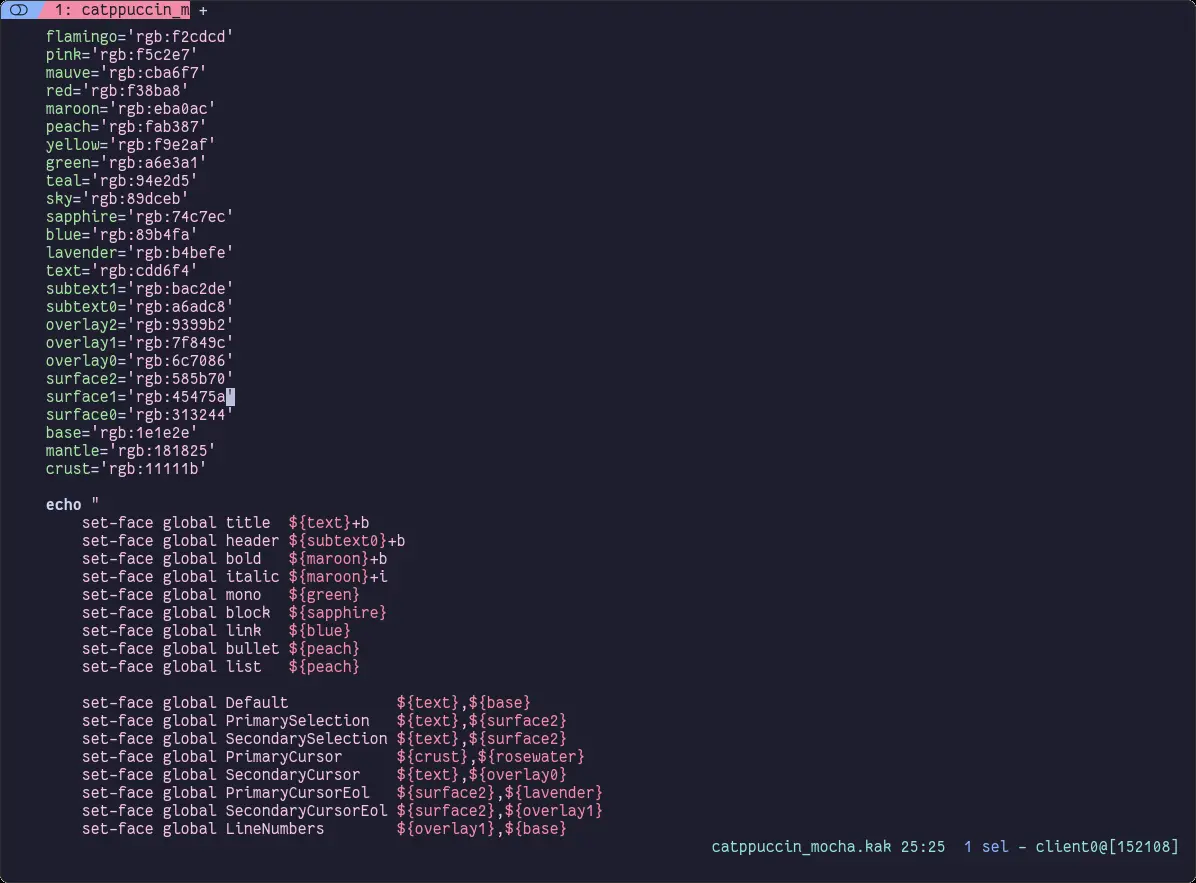 1: catppuccin_m +
flamingo='rgb:f2cdcd'
pink='rgb:f5c2e7'
mauve='rgb:cba6f7'
red='rgb:f38ba8'
maroon='rgb:eba0ac'
peach='rgb:fab387'
yellow='rgb:f9e2af'
green='rgb:a6e3a1'
teal='rgb:94e2d5'
sky='rgb:89dceb'
sapphire='rgb:74c7ec'
blue='rgb:89b4fa'
lavender='rgb:b4befe'
text='rgb:cdd6f4'
subtext1='rgb:bac2de'
subtext0='rgb:a6adc8'
overlay2='rgb:9399b2'
overlay1='rgb:7f849c'
overlay0='rgb:6c7086'
surface2='rgb:585b70'
surface1='rgb:45475a'
surface0='rgb:313244'
base='rgb:1e1e2e'
mantle='rgb:181825'
crust='rgb:11111b'
echo "
set-face global title  ${text}+b
set-face global header ${subtext0}+b
set-face global bold   ${maroon}+b
set-face global italic ${maroon}+i
set-face global mono   ${green}
set-face global block  ${sapphire}
set-face global link   ${blue}
set-face global bullet ${peach}
set-face global list   ${peach}
set-face global Default            ${text},${base}
set-face global PrimarySelection   ${text},${surface2}
set-face global SecondarySelection ${text},${surface2}
set-face global PrimaryCursor      ${crust},${rosewater}
set-face global SecondaryCursor    ${text},${overlay0}
set-face global PrimaryCursorEol   ${surface2},${lavender}
set-face global SecondaryCursorEol ${surface2},${overlay1}
set-face global LineNumbers        ${overlay1},${base}
catppuccin_mocha.kak 25:25  1 sel - client0@[152108]